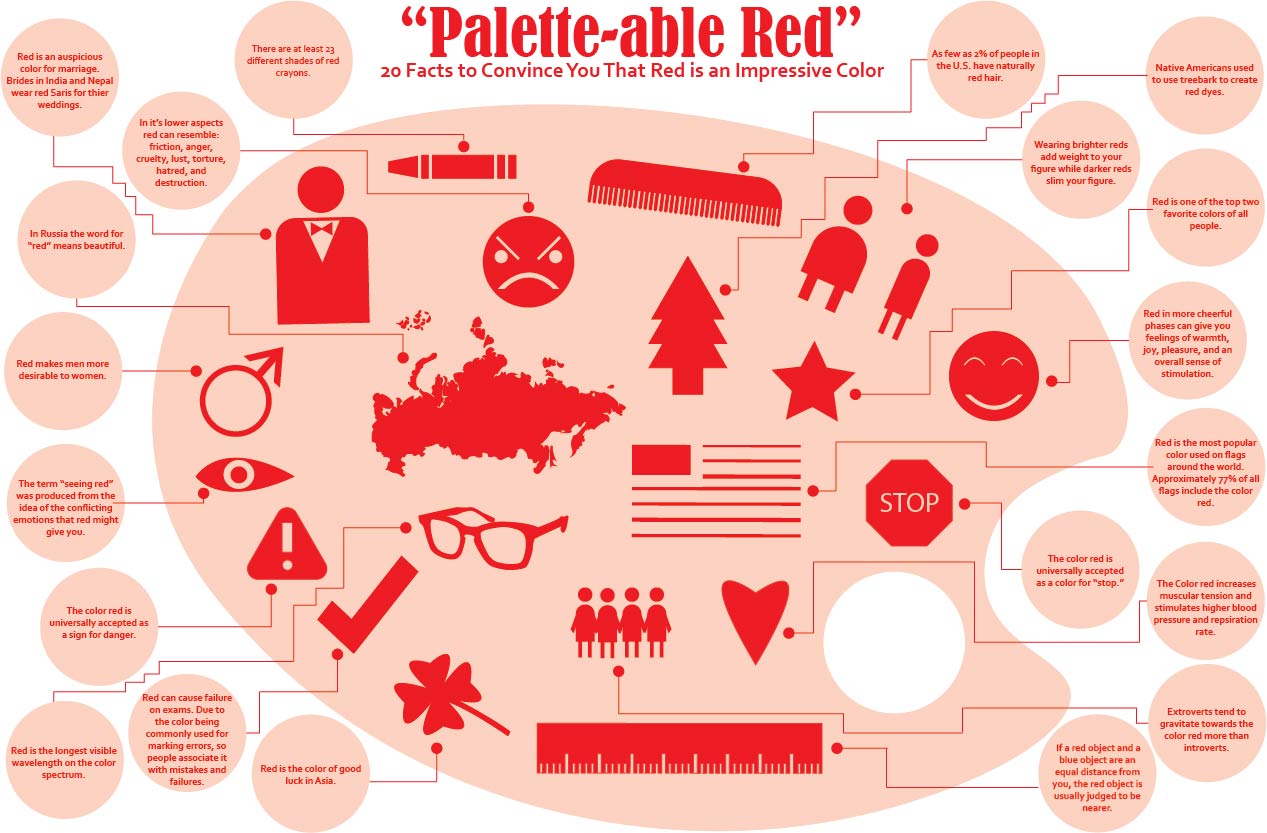 “Palette-able Red”
20 Facts to Convince You That Red is an Impressive Color
Red is an auspicious
color for marriage.
Brides in India and Nepal
wear red Saris for thier
weddings.
There are at least 23
different shades of red
crayons.
In it's lower aspects
red can resemble:
friction, anger,
cruelty, lust, torture,
hatred, and
destruction.
In Russia the word for
“red” means beautiful.
Red makes men more
desirable to women.
The term “seeing red”
was produced from the
idea of the conflicting
emotions that red might
give you.
The color red is
universally accepted as
a sign for danger.
Red is the longest visible
wavelength on the color
spectrum.
Red can cause failure
on exams. Due to
the color being
commonly used for
marking errors, so
people associate it
with mistakes and
failures.
Red is the color of good
luck in Asia.
As few as 2% of people in
the U.S. have naturally
red hair.
Native Americans used
to use treebark to create
red dyes.
Wearing brighter reds
add weight to your
figure while darker reds
slim your figure.
Red is one of the top two
favorite colors of all
people.
Red in more cheerful
phases can give you
feelings of warmth,
joy, pleasure, and an
overall sense of
stimulation.
Red is the most popular
color used on flags
around the world.
Approximately 77% of all
flags include the color
red.
STOP
The color red is
universally accepted
as a color for “stop.”
The Color red increases
muscular tension and
stimulates higher blood
pressure and repsiration
rate.
Extroverts tend to
gravitate towards the
color red more than
introverts.
If a red object and a
blue object are an
equal distance from
you, the red object is
usually judged to be
nearer.